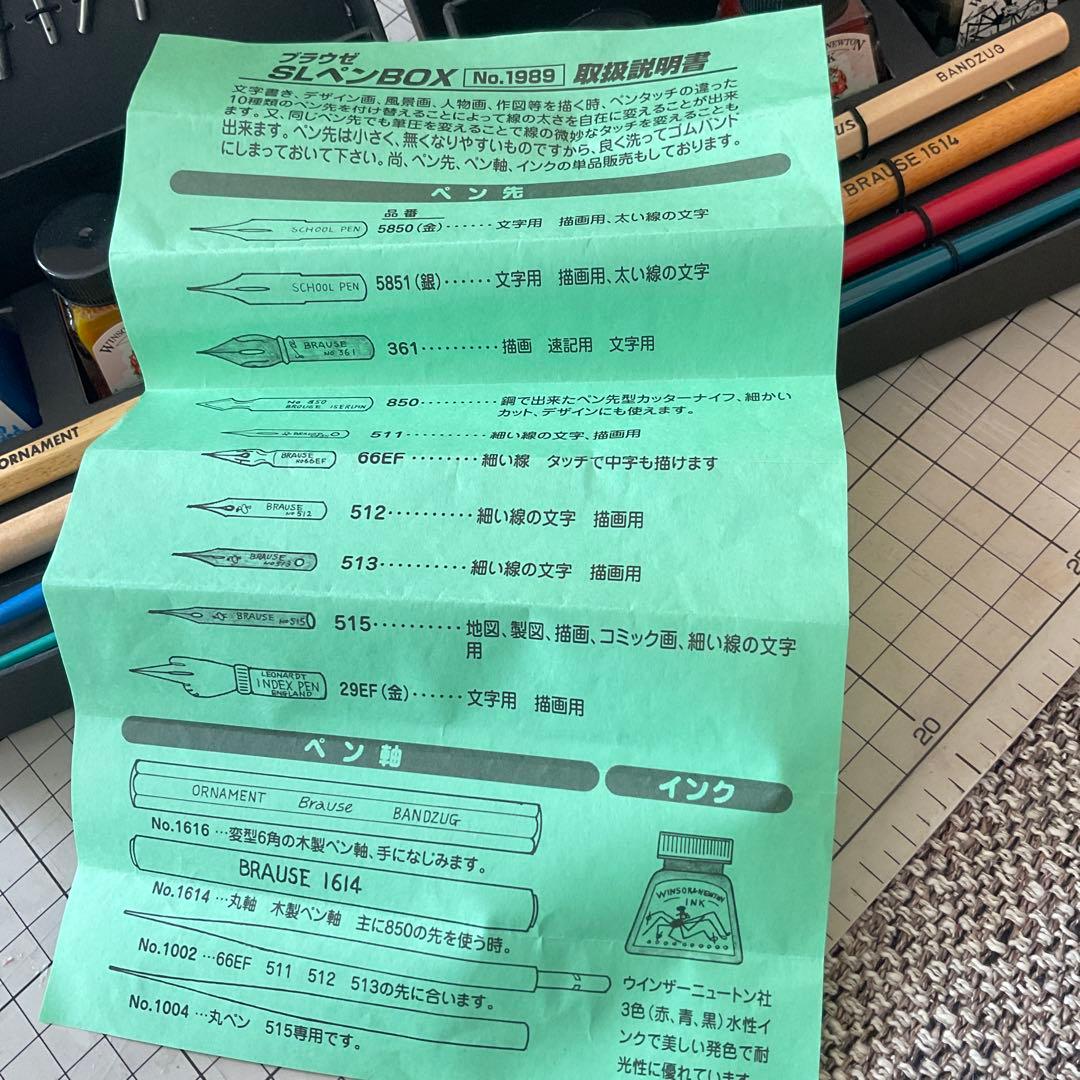 ブラウゼ
SLペンBOX No.1989 取扱説明書
文字書き、デザイン画、風景画、人物画、作図等を描く時、ペンタッチの違った
10種類のペン先を付け替えることによって線の太さを自在に変えることが出来
ます。又、同じペン先でも筆圧を変えることで線の微妙なタッチを変えることも
出来ます。ペン先は小さく、無くなりやすいものですから、良く洗ってゴムバンド
にしまっておいて下さい。尚、ペン先、ペン軸、インクの単品販売もしております。
ペン先
品番
SCHOOL PEN 5850(金)......文字用 描画用、太い線の文字
SCHOOL PEN 5851(銀)......文字用 描画用、太い線の文字
BRAUSE No 361 361..........描画 速記用 文字用
No 850 850..........鋼で出来たペン先型カッターナイフ、細かい
カット、デザインにも使えます。
511..........細い線の文字、描画用
BRAUSE No66EF 66EF........細い線 タッチで中字も描けます
BRAUSE No 512 512..........細い線の文字 描画用
BRAUSE No513 513..........細い線の文字 描画用
BRAUSE No515 515..........地図、製図、描画、コミック画、細い線の文字
用
LEONARDT
INDEX PEN
ENGLAND
29EF(金)......文字用 描画用
ペン軸
ORNAMENT Brause BANDZUG
No.1616…変型6角の木製ペン軸、手になじみます。
BRAUSE 1614
No.1614…丸軸 木製ペン軸 主に850の先を使う時。
No.1002…66EF 511 512 513の先に合います。
No.1004…丸ペン 515専用です。
インク
WINSOR&NEWTON
INK
ウインザーニュートン社
3色(赤、青、黒)水性イ
ンクで美しい発色で耐
光性に優れています
BANDZUG
BRAUSE 1614
ORNAMENT
20